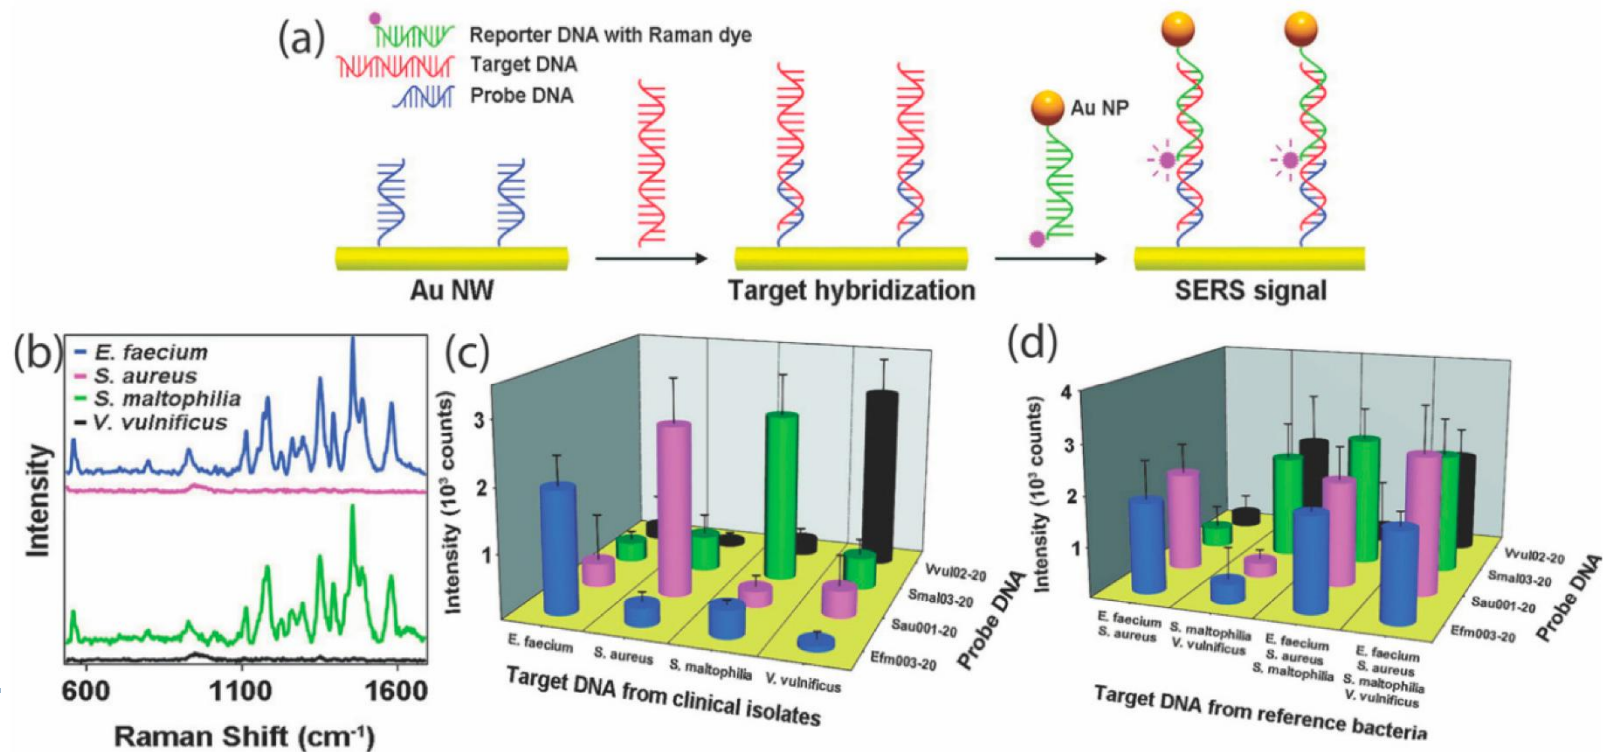 (a)
Reporter DNA with Raman dye
Target DNA
Probe DNA
Au NP
Au NW
Target hybridization
SERS signal
(b)
E. faecium
S. aureus
S. maltophilia
V. vulnificus
Intensity
600
1100
1600
Raman Shift (cm-1)
(c)
Intensity (10³ counts)
3
2
1
E. faecium
S. aureus
S. maltophilia
V. vulnificus
Target DNA from clinical isolates
Vvul02-20
Smal03-20
Sau001-20
Efm003-20
Probe DNA
(d)
Intensity (10³ counts)
4
3
2
1
E. faecium
S. aureus
S. maltophilia
V. vulnificus
E. faecium
S. aureus
S. maltophilia
E. faecium
S. aureus
S. maltophilia
V. vulnificus
Target DNA from reference bacteria
Vvul02-20
Smal03-20
Sau001-20
Efm003-20
Probe DNA